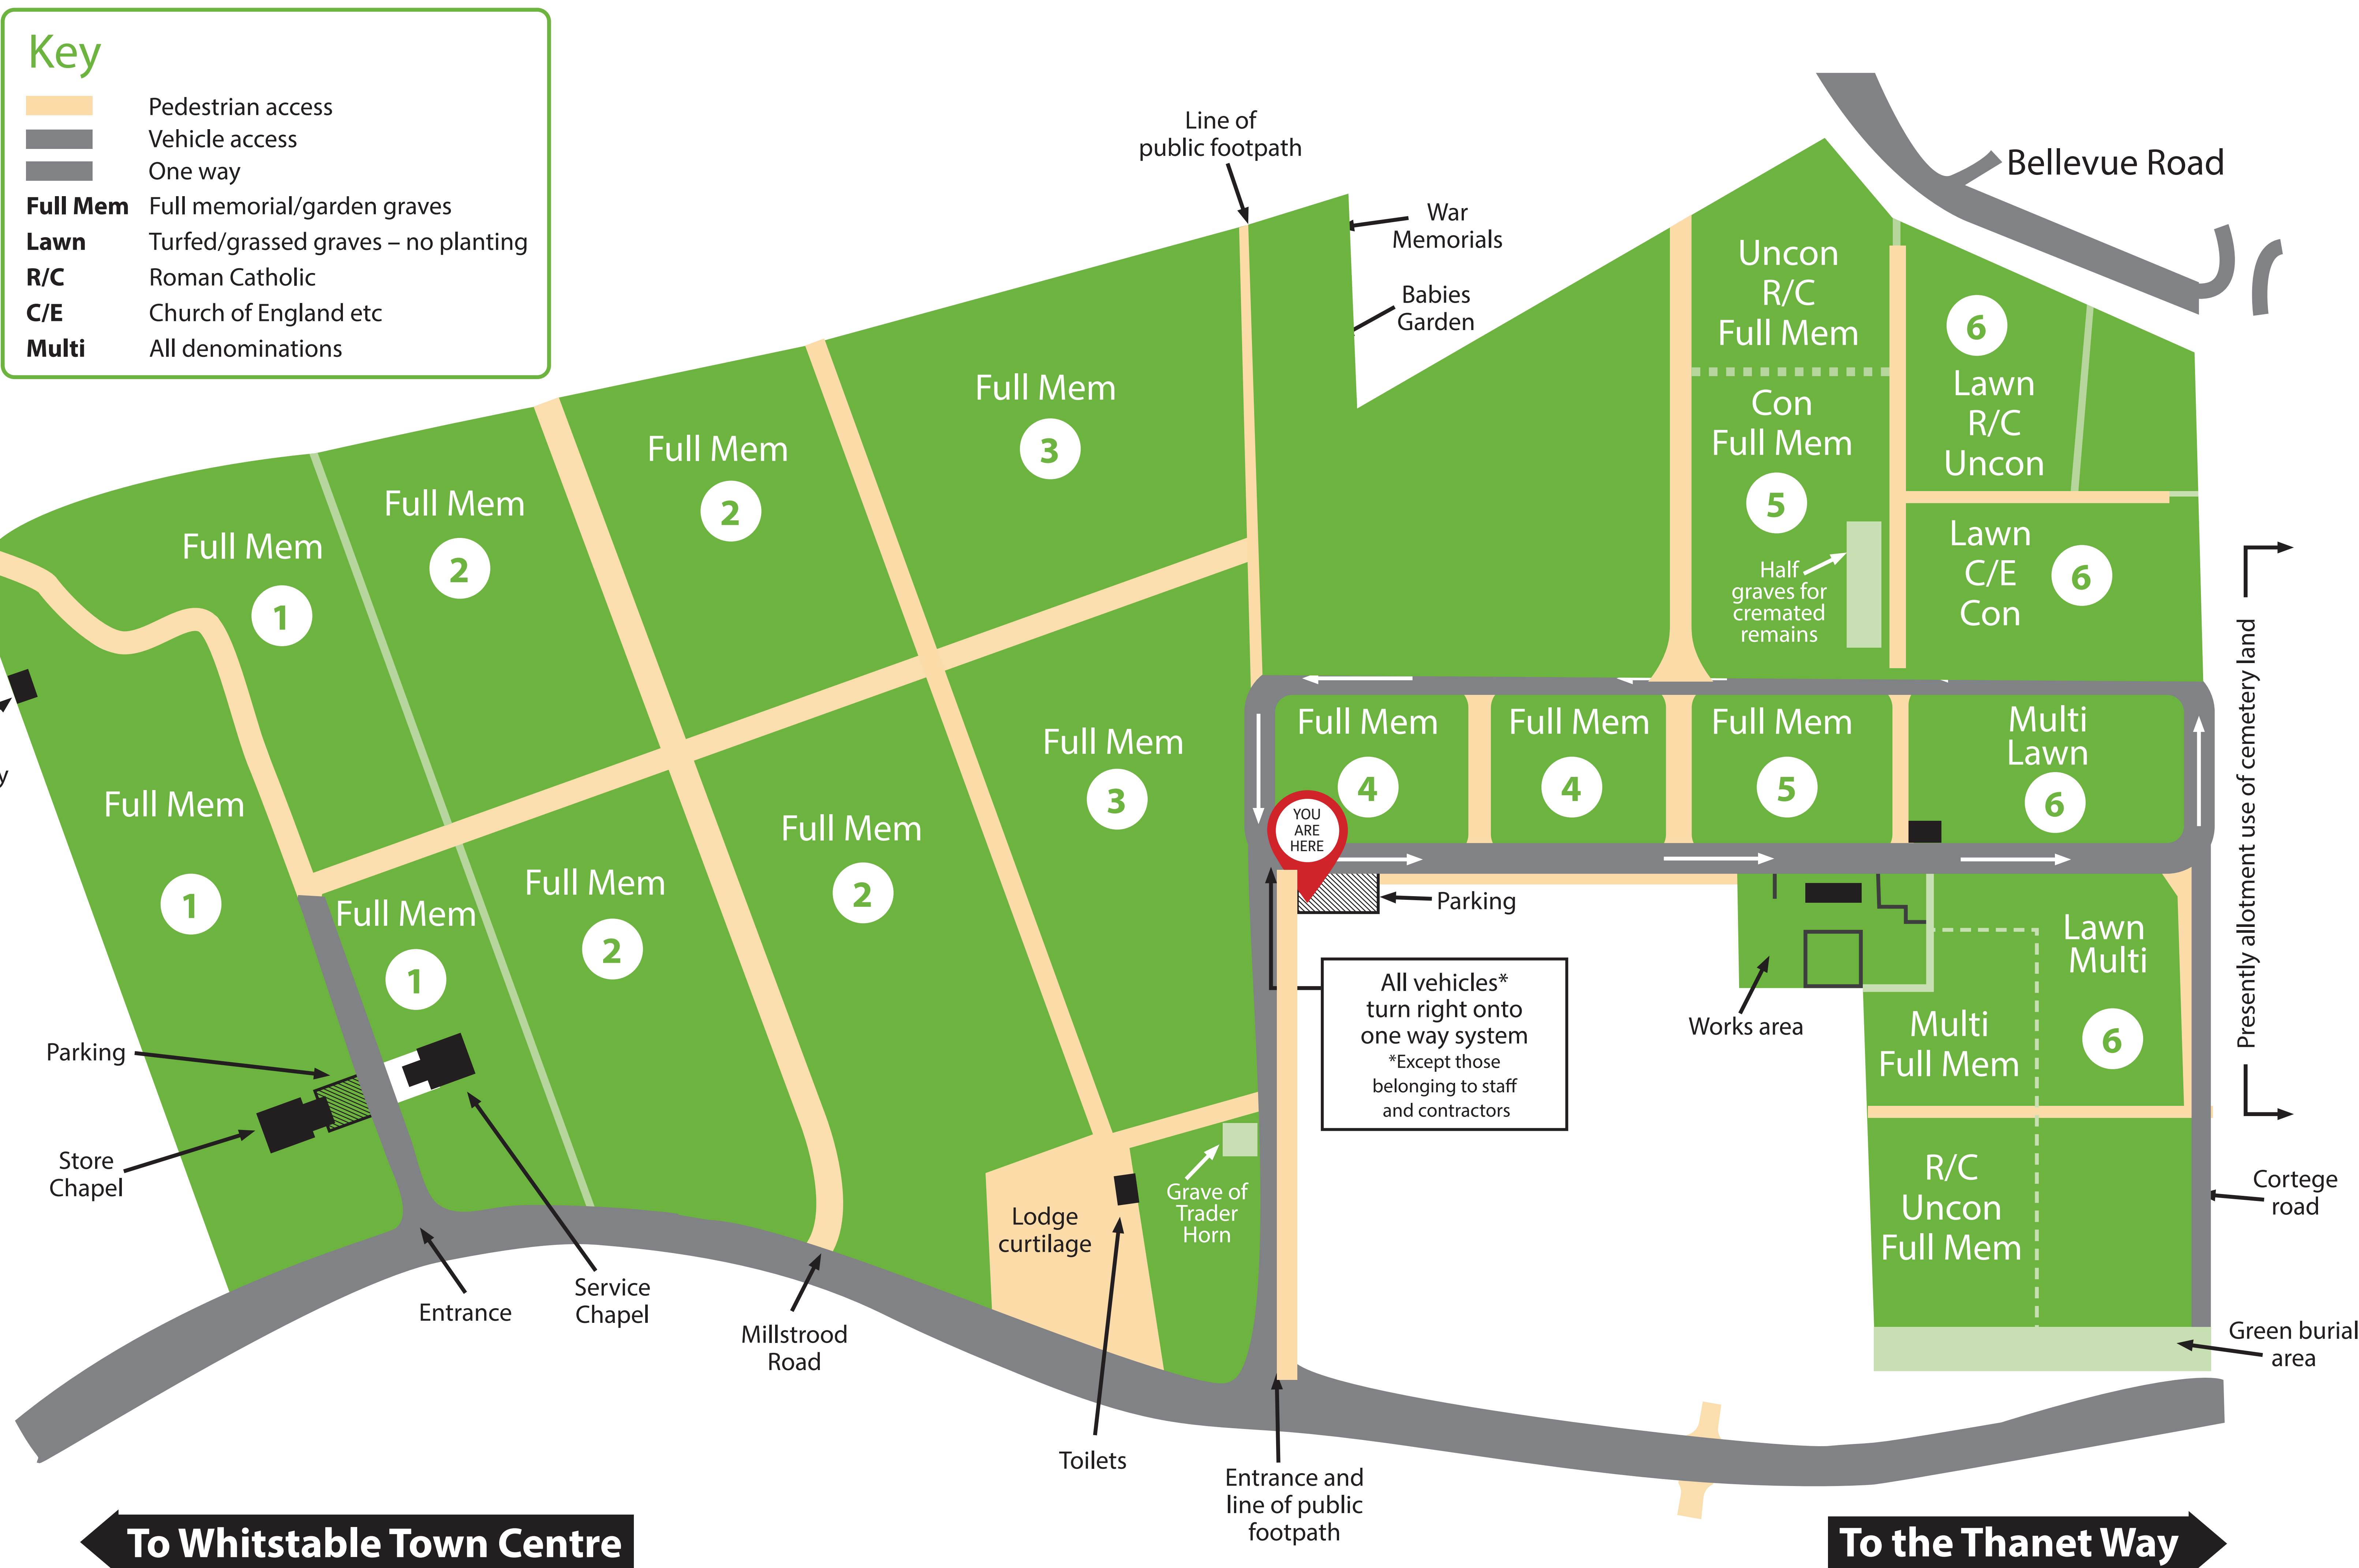 Key
Pedestrian access
Vehicle access
One way
Full Mem Full memorial/garden graves
Lawn Turfed/grassed graves – no planting
R/C Roman Catholic
C/E Church of England etc
Multi All denominations
Line of
public footpath
War
Memorials
Babies
Garden
Bellevue Road
Uncon
R/C
Full Mem
Con
Full Mem
5
Half
graves for
cremated
remains
6
Lawn
R/C
Uncon
Lawn
C/E
Con
6
Presently allotment use of cemetery land
Full Mem
1
Full Mem
2
Full Mem
2
Full Mem
3
y
Full Mem
1
Full Mem
1
Full Mem
2
Full Mem
2
Full Mem
3
Full Mem
4
Full Mem
4
Full Mem
5
Multi
Lawn
6
YOU
ARE
HERE
Parking
All vehicles*
turn right onto
one way system
*Except those
belonging to staff
and contractors
Works area
Lawn
Multi
6
Multi
Full Mem
R/C
Uncon
Full Mem
Cortege
road
Green burial
area
Parking
Store
Chapel
Entrance
Service
Chapel
Millstrood
Road
Lodge
curtilage
Grave of
Trader
Horn
Toilets
Entrance and
line of public
footpath
To Whitstable Town Centre
To the Thanet Way